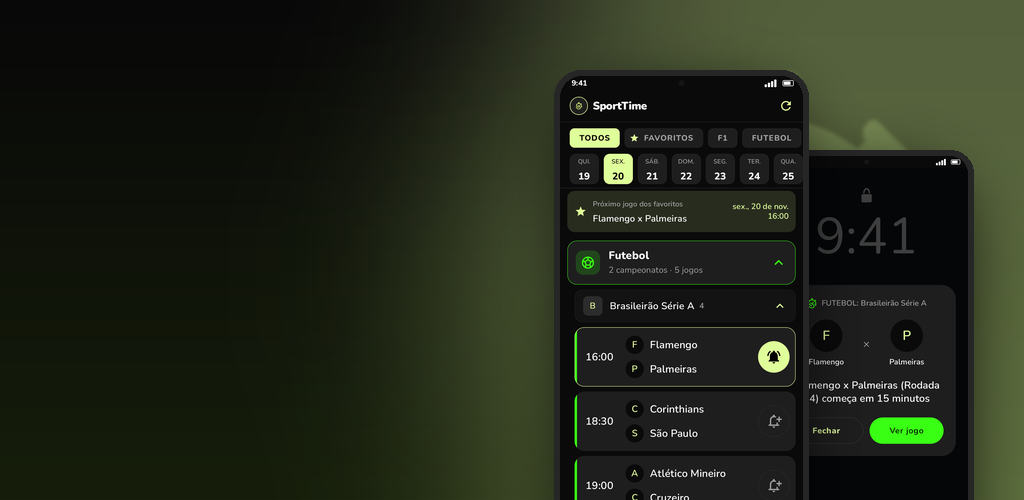 9:41
SportTime
TODOS
FAVORITOS
F1
FUTEBOL
QUI. SEX. SÁB. DOM. SEG. TER. QUA.
19 20 21 22 23 24 25
Próximo jogo dos favoritos
Flamengo x Palmeiras
sex., 20 de nov.
16:00
Futebol
2 campeonatos · 5 jogos
B Brasileirão Série A 4
16:00
F Flamengo
P Palmeiras
18:30
C Corinthians
S São Paulo
19:00
A Atlético Mineiro
C Cruzeiro
9:41
FUTEBOL: Brasileirão Série A
F × P
Flamengo Palmeiras
mengo x Palmeiras (Rodada
4) começa em 15 minutos
Fechar
Ver jogo